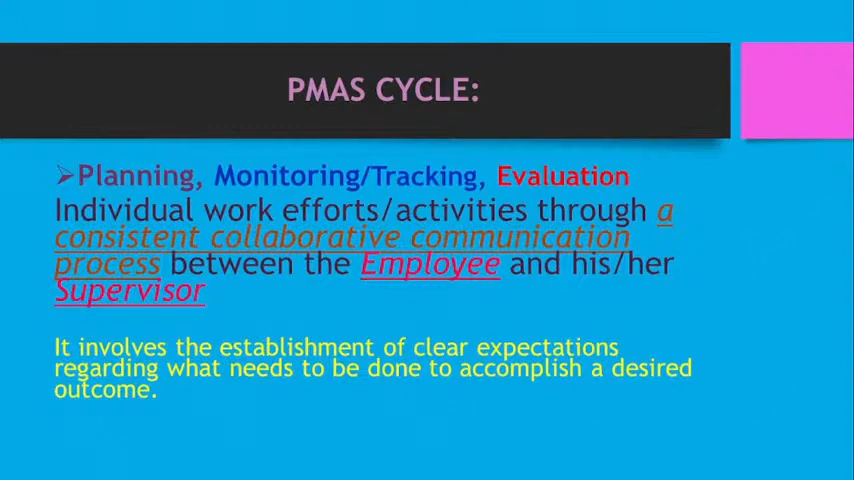 PMAS CYCLE:
➢Planning, Monitoring/Tracking, Evaluation
Individual work efforts/activities through a
consistent collaborative communication
process between the Employee and his/her
Supervisor
It involves the establishment of clear expectations
regarding what needs to be done to accomplish a desired
outcome.